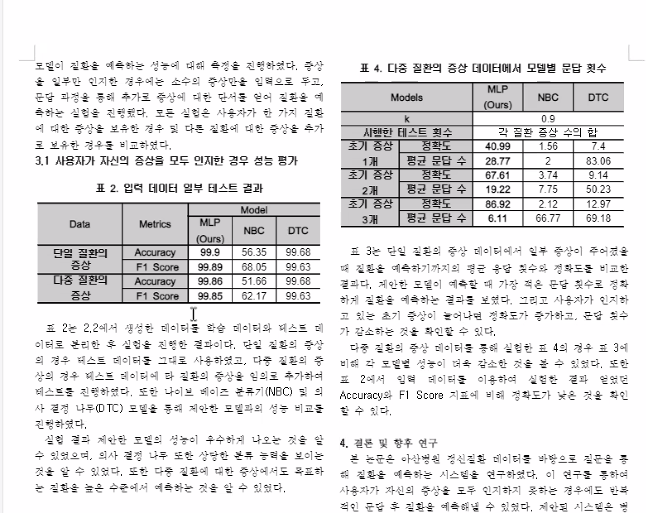 모델이 질환을 예측하는 성능에 대해 측정을 진행하였다. 증상
을 일부만 인지한 경우에는 소수의 증상만을 입력으로 두고,
문답 과정을 통해 추가로 증상에 대한 단서를 얻어 질환을 예
측하는 실험을 진행했다. 모든 실험은 사용자가 한 가지 질환
에 대한 증상을 보유한 경우 및 다른 질환에 대한 증상을 추가
로 보유한 경우를 비교하였다.
3.1 사용자가 자신의 증상을 모두 인지한 경우 성능 평가
표 2. 입력 데이터 일부 테스트 결과
Data Metrics Model
MLP (Ours) NBC DTC
단일 질환의 증상 Accuracy 99.9 56.35 99.68
F1 Score 99.89 68.05 99.63
다중 질환의 증상 Accuracy 99.86 51.66 99.68
F1 Score 99.85 62.17 99.63
표 2는 2.2에서 생성한 데이터를 학습 데이터와 테스트 데
이터로 분리한 후 실험을 진행한 결과이다. 단일 질환의 증상
의 경우 테스트 데이터를 그대로 사용하였고, 다중 질환의 증
상의 경우 테스트 데이터에 타 질환의 증상을 임의로 추가하여
테스트를 진행하였다. 또한 나이브 베이즈 분류기(NBC) 및 의
사 결정 나무(DTC) 모델을 통해 제안한 모델과의 성능 비교를
진행하였다.
실험 결과 제안한 모델의 성능이 우수하게 나오는 것을 알
수 있었으며, 의사 결정 나무 또한 상당한 분류 능력을 보이는
것을 알 수 있었다. 또한 다중 질환에 대한 증상에서도 목표하
는 질환을 높은 수준에서 예측하는 것을 알 수 있었다.
표 4. 다중 질환의 증상 데이터에서 모델별 문답 횟수
Models MLP (Ours) NBC DTC
k 0.9
시행한 테스트 횟수 각 질환 증상 수의 합
초기 증상 1개 정확도 40.99 1.56 7.4
평균 문답 수 28.77 2 83.06
초기 증상 2개 정확도 67.61 3.74 9.14
평균 문답 수 19.22 7.75 50.23
초기 증상 3개 정확도 86.92 2.12 12.97
평균 문답 수 6.11 66.77 69.18
표 3는 단일 질환의 증상 데이터에서 일부 증상이 주어졌을
때 질환을 예측하기까지의 평균 응답 횟수와 정확도를 비교한
결과다. 제안한 모델이 예측할 때 가장 적은 문답 횟수로 정확
하게 질환을 예측하는 결과를 보였다. 그리고 사용자가 인지하
고 있는 초기 증상이 늘어나면 정확도가 증가하고, 문답 횟수
가 감소하는 것을 확인할 수 있다.
다중 질환의 증상 데이터를 통해 실험한 표 4의 경우 표 3에
비해 각 모델별 성능이 더욱 감소한 것을 볼 수 있었다. 또한
표 2에서 입력 데이터를 이용하여 실험한 결과 얻었던
Accuracy와 F1 Score 지표에 비해 정확도가 낮은 것을 확인
할 수 있다.
4. 결론 및 향후 연구
본 논문은 아산병원 정신질환 데이터를 바탕으로 질문을 통
해 질환을 예측하는 시스템을 연구하였다. 이 연구를 통하여
사용자가 자신의 증상을 모두 인지하지 못하는 경우에도 반복
적인 문답 후 질환을 예측해낼 수 있었다. 제안된 시스템은 병